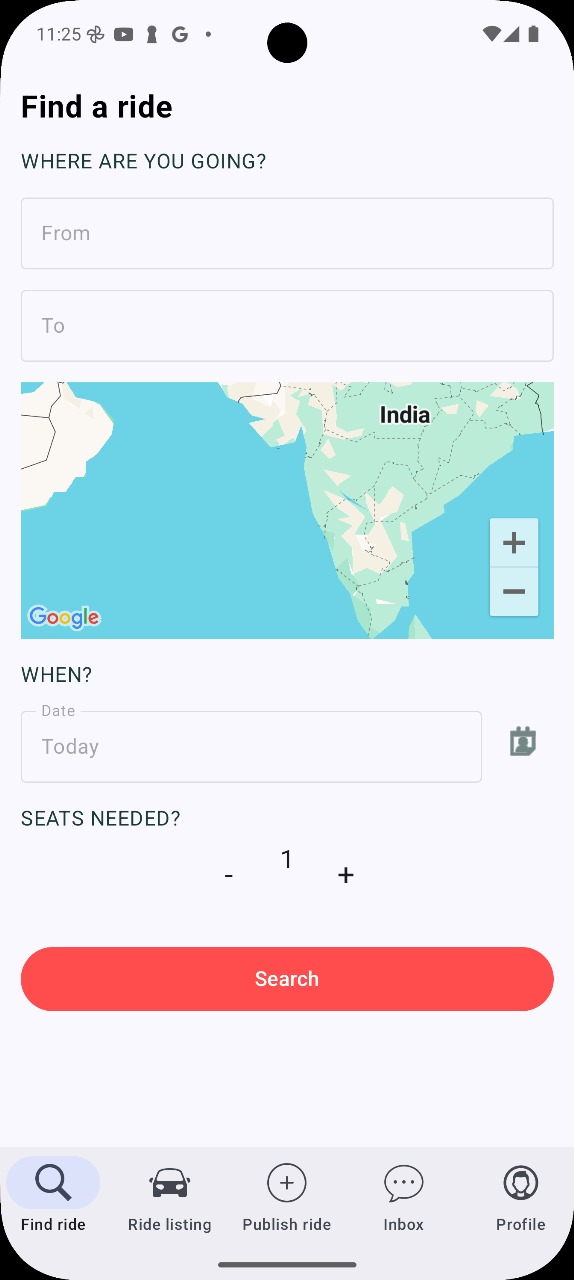 11:25
Find a ride
WHERE ARE YOU GOING?
From
To
India
+
−
Google
WHEN?
Date
Today
SEATS NEEDED?
- 1 +
Search
Find ride Ride listing Publish ride Inbox Profile